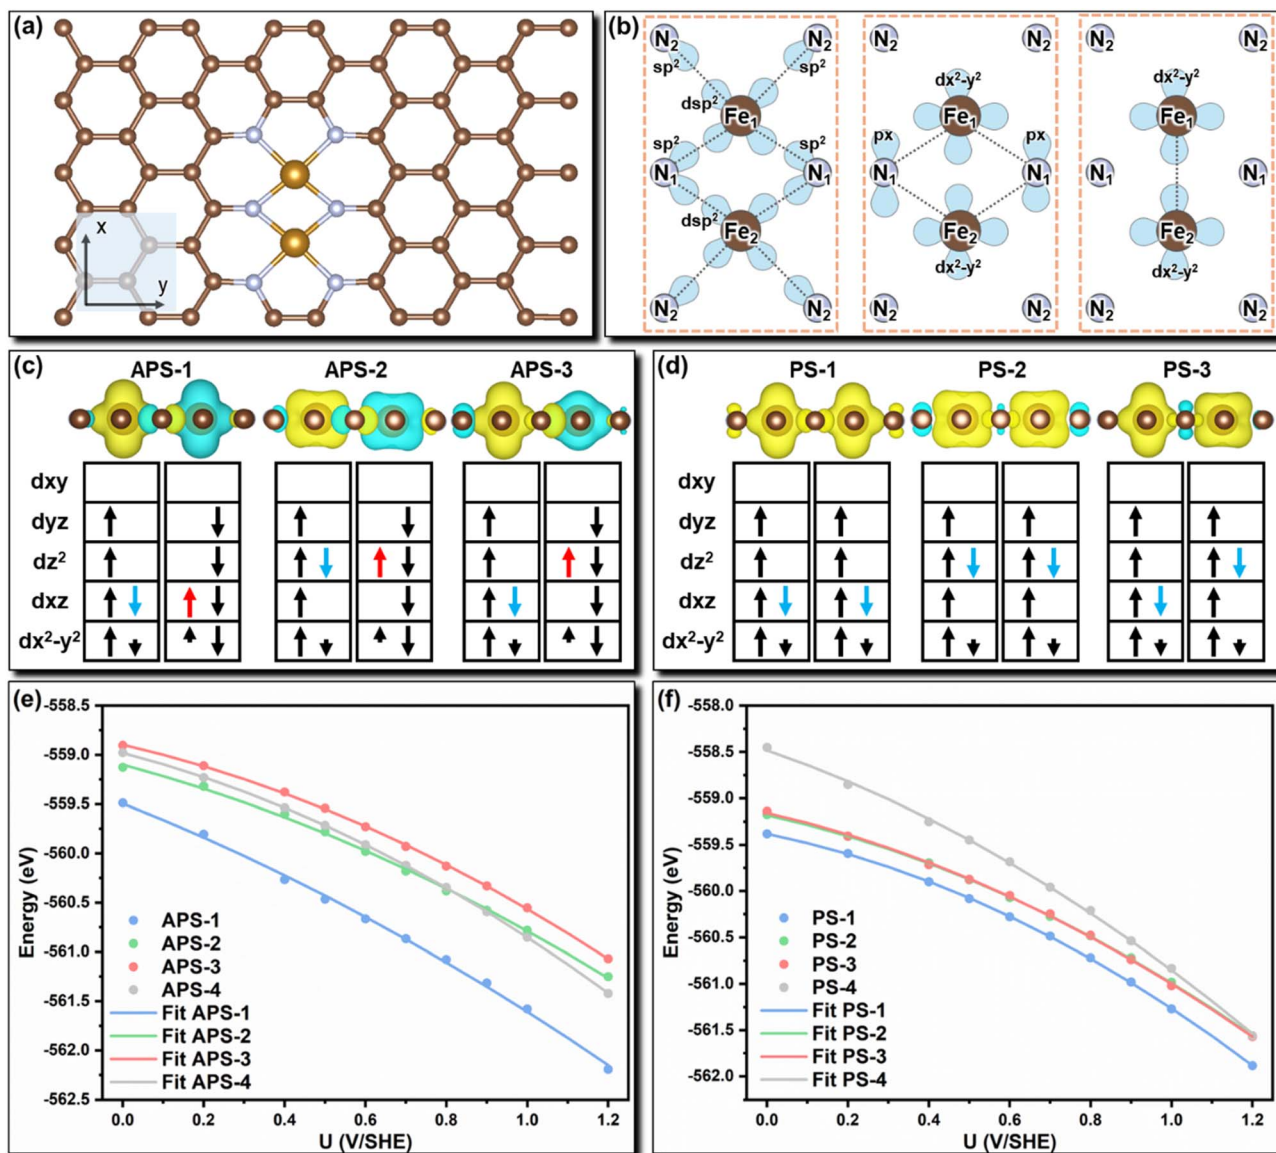 (a)
x
y
(b)
N2 N2 N2 N2 N2 N2
sp2 sp2 dx2-y2 dx2-y2
dsp2 Fe1 Fe1 Fe1
sp2 sp2 px px
N1 N1 N1 N1 N1 N1
dsp2 Fe2 Fe2 Fe2
dx2-y2 dx2-y2
N2 N2 N2 N2 N2 N2
(c) APS-1 APS-2 APS-3
dxy
dyz
dz2
dxz
dx2-y2
(d) PS-1 PS-2 PS-3
dxy
dyz
dz2
dxz
dx2-y2
(e)
-558.5
-559.0
-559.5
-560.0
-560.5
-561.0
-561.5
-562.0
-562.5
Energy (eV)
APS-1
APS-2
APS-3
APS-4
Fit APS-1
Fit APS-2
Fit APS-3
Fit APS-4
0.0 0.2 0.4 0.6 0.8 1.0 1.2
U (V/SHE)
(f)
-558.0
-558.5
-559.0
-559.5
-560.0
-560.5
-561.0
-561.5
-562.0
Energy (eV)
PS-1
PS-2
PS-3
PS-4
Fit PS-1
Fit PS-2
Fit PS-3
Fit PS-4
0.0 0.2 0.4 0.6 0.8 1.0 1.2
U (V/SHE)